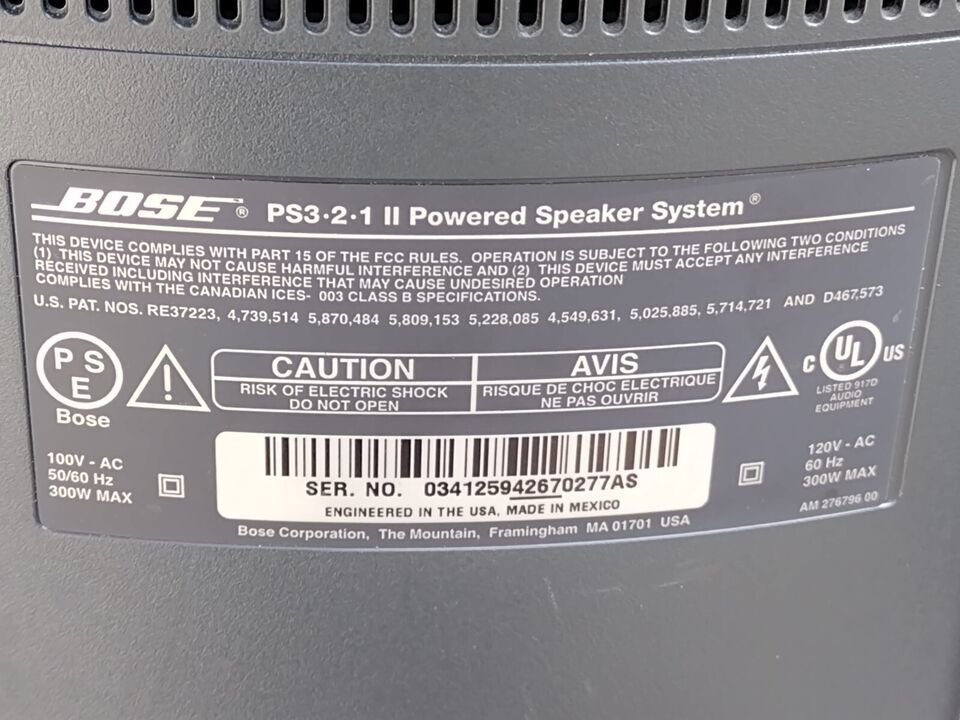 BOSE® PS3·2·1 II Powered Speaker System®
THIS DEVICE COMPLIES WITH PART 15 OF THE FCC RULES. OPERATION IS SUBJECT TO THE FOLLOWING TWO CONDITIONS
(1) THIS DEVICE MAY NOT CAUSE HARMFUL INTERFERENCE AND (2) THIS DEVICE MUST ACCEPT ANY INTERFERENCE
RECEIVED INCLUDING INTERFERENCE THAT MAY CAUSE UNDESIRED OPERATION
COMPLIES WITH THE CANADIAN ICES- 003 CLASS B SPECIFICATIONS.
U.S. PAT. NOS. RE37223, 4,739,514 5,870,484 5,809,153 5,228,085 4,549,631, 5,025,885, 5,714,721 AND D467,573
P S
E
Bose
!
CAUTION
RISK OF ELECTRIC SHOCK
DO NOT OPEN
AVIS
RISQUE DE CHOC ELECTRIQUE
NE PAS OUVRIR
C UL US
LISTED 917D
AUDIO
EQUIPMENT
100V - AC
50/60 Hz
300W MAX
SER. NO. 034125942670277AS
ENGINEERED IN THE USA, MADE IN MEXICO
120V - AC
60 Hz
300W MAX
AM 276796 00
Bose Corporation, The Mountain, Framingham MA 01701 USA